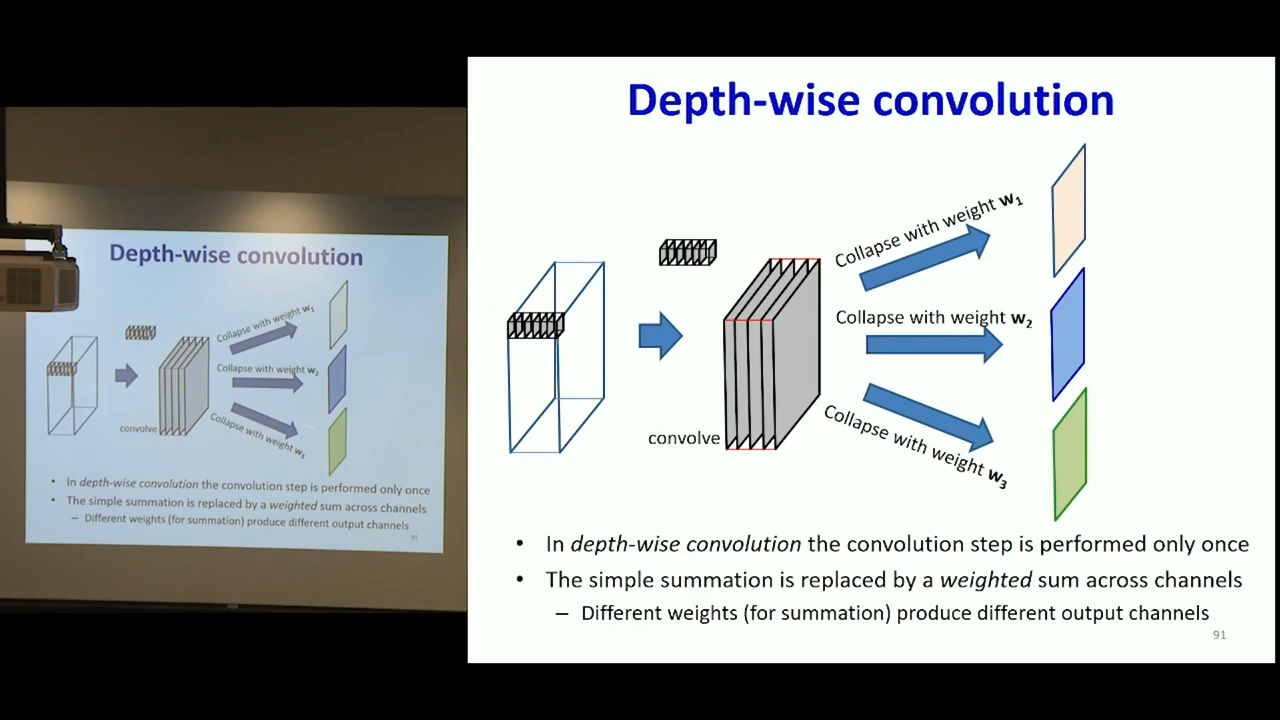 Depth-wise convolution
Collapse with weight w1
Collapse with weight w2
convolve
Collapse with weight w3
• In depth-wise convolution the convolution step is performed only once
• The simple summation is replaced by a weighted sum across channels
– Different weights (for summation) produce different output channels
91
Depth-wise convolution
Collapse with weight w₁
Collapse with weight w₂
convolve
Collapse with weight w₃
• In depth-wise convolution the convolution step is performed only once
• The simple summation is replaced by a weighted sum across channels
– Different weights (for summation) produce different output channels
91